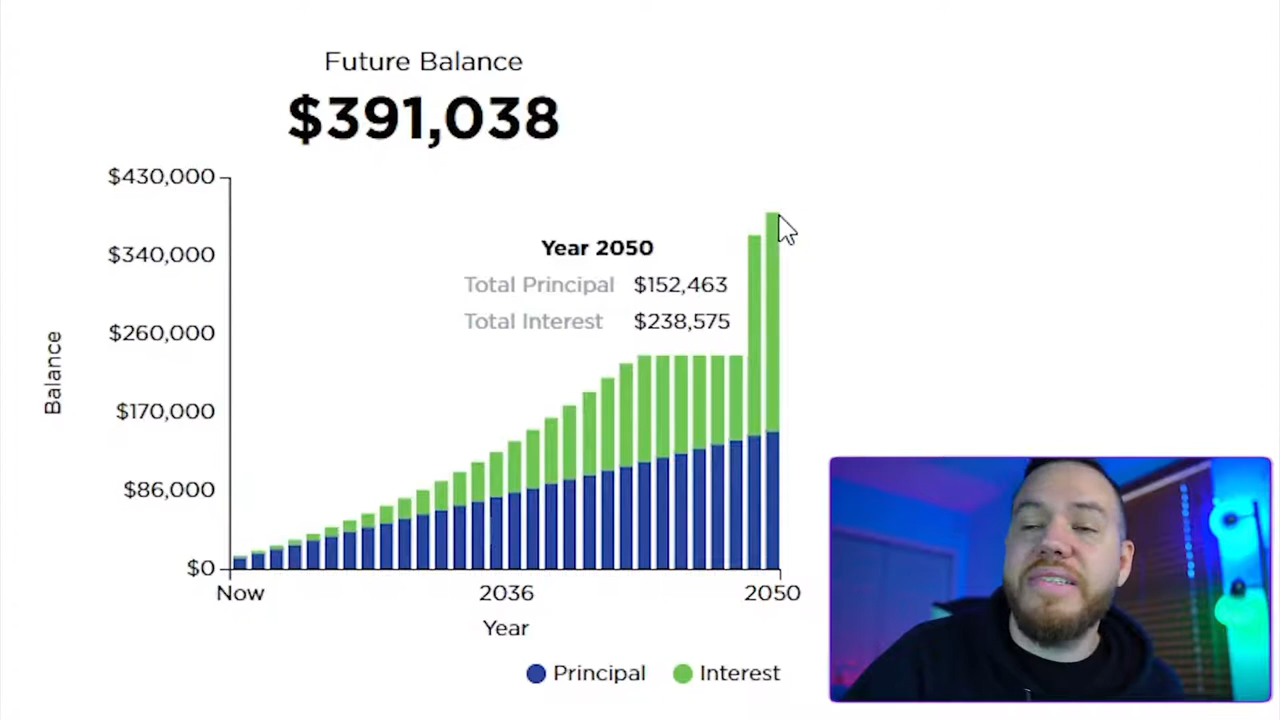 Future Balance
$391,038
$430,000
$340,000
$260,000
$170,000
$86,000
$0
Balance
Year 2050
Total Principal $152,463
Total Interest $238,575
Now 2036 2050
Year
Principal Interest